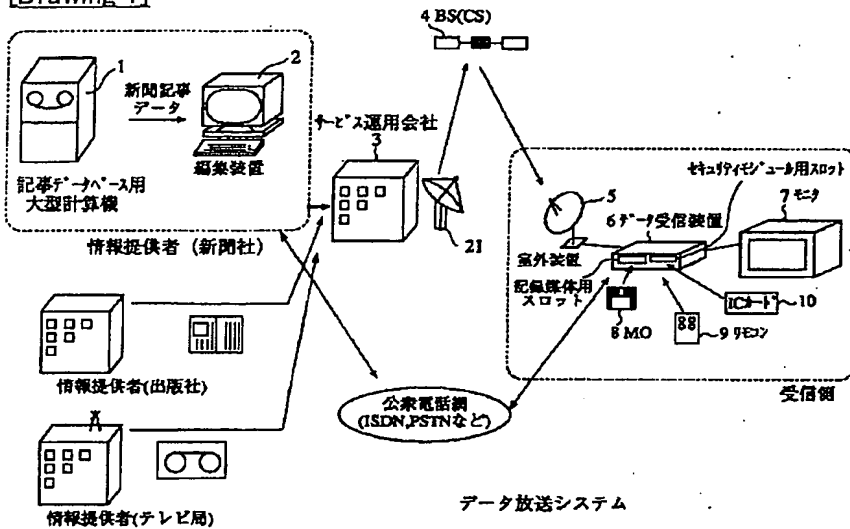 [Drawing 1]
4 BS(CS)
1
2
新聞記事
データ
サービス運用会社
3
編集装置
記事データベース用
大型計算機
情報提供者（新聞社）
21
セキュリティモジュール用スロット
7 モニタ
5
6 データ受信装置
室外装置
記録媒体用
スロット
ICカード
10
8 MO
9 リモコン
受信側
情報提供者(出版社)
公衆電話網
(ISDN,PSTNなど)
情報提供者(テレビ局)
データ放送システム